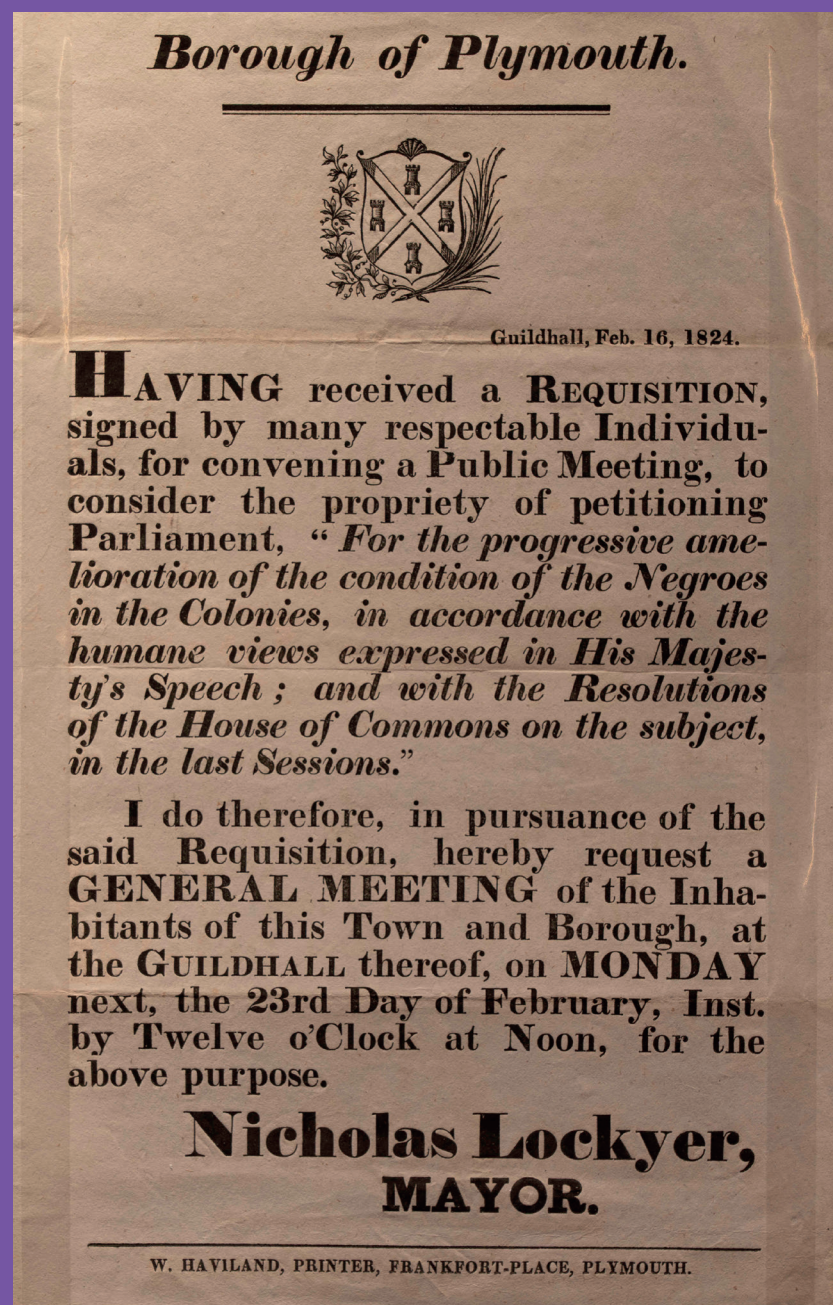 Borough of Plymouth.
Guildhall, Feb. 16, 1824.
HAVING received a REQUISITION,
signed by many respectable Individu-
als, for convening a Public Meeting, to
consider the propriety of petitioning
Parliament, “ For the progressive ame-
lioration of the condition of the Negroes
in the Colonies, in accordance with the
humane views expressed in His Majes-
ty's Speech ; and with the Resolutions
of the House of Commons on the subject,
in the last Sessions.”
I do therefore, in pursuance of the
said Requisition, hereby request a
GENERAL MEETING of the Inha-
bitants of this Town and Borough, at
the GUILDHALL thereof, on MONDAY
next, the 23rd Day of February, Inst.
by Twelve o'Clock at Noon, for the
above purpose.
Nicholas Lockyer,
MAYOR.
W. HAVILAND, PRINTER, FRANKFORT-PLACE, PLYMOUTH.